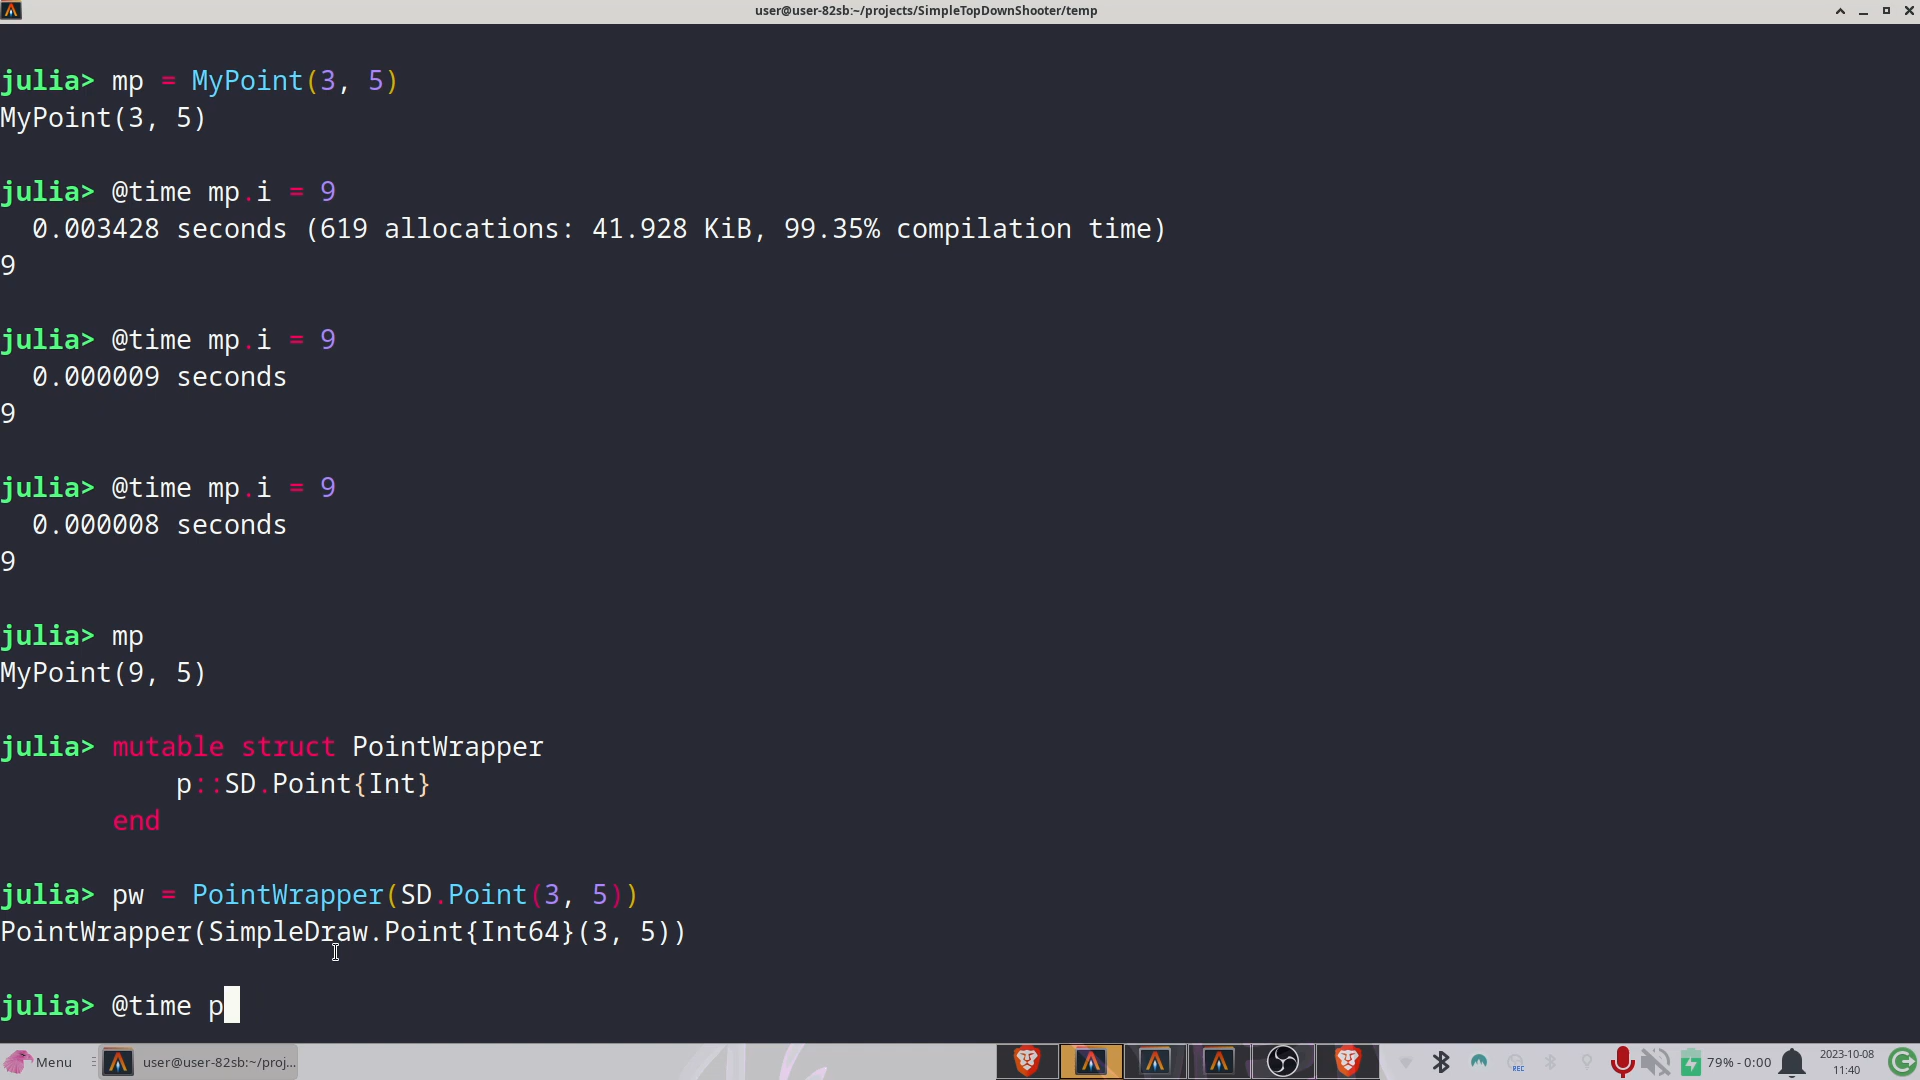 user@user-82sb:~/projects/SimpleTopDownShooter/temp
julia> mp = MyPoint(3, 5)
MyPoint(3, 5)
julia> @time mp.i = 9
  0.003428 seconds (619 allocations: 41.928 KiB, 99.35% compilation time)
9
julia> @time mp.i = 9
  0.000009 seconds
9
julia> @time mp.i = 9
  0.000008 seconds
9
julia> mp
MyPoint(9, 5)
julia> mutable struct PointWrapper
           p::SD.Point{Int}
       end
julia> pw = PointWrapper(SD.Point(3, 5))
PointWrapper(SimpleDraw.Point{Int64}(3, 5))
julia> @time p
Menu
user@user-82sb:~/proj...
REC
79% - 0:00
2023-10-08
11:40